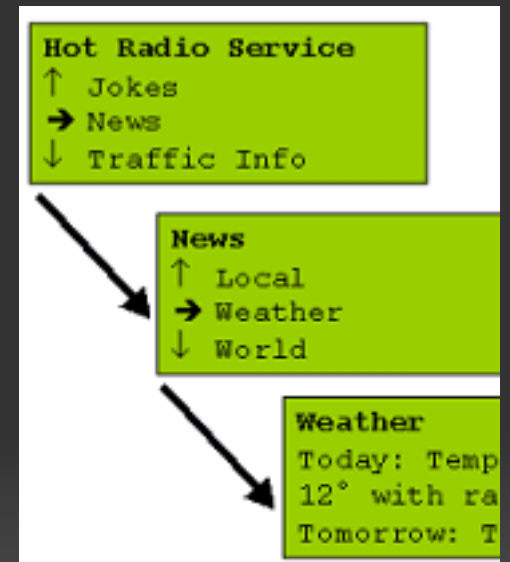 Hot Radio Service
↑ Jokes
→ News
↓ Traffic Info
News
↑ Local
→ Weather
↓ World
Weather
Today: Temp
12° with ra
Tomorrow: T